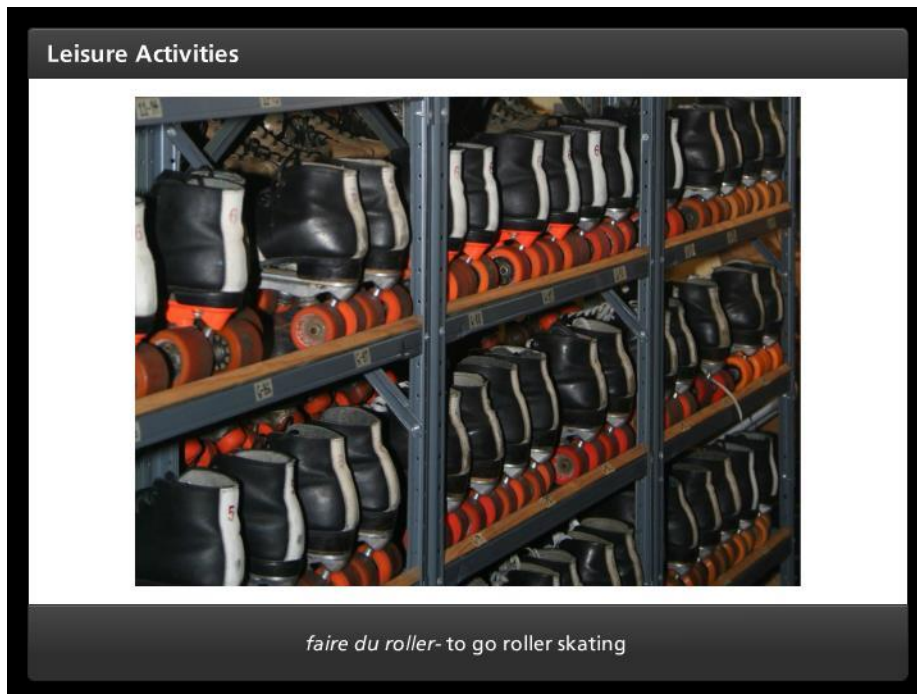 Leisure Activities
faire du roller- to go roller skating